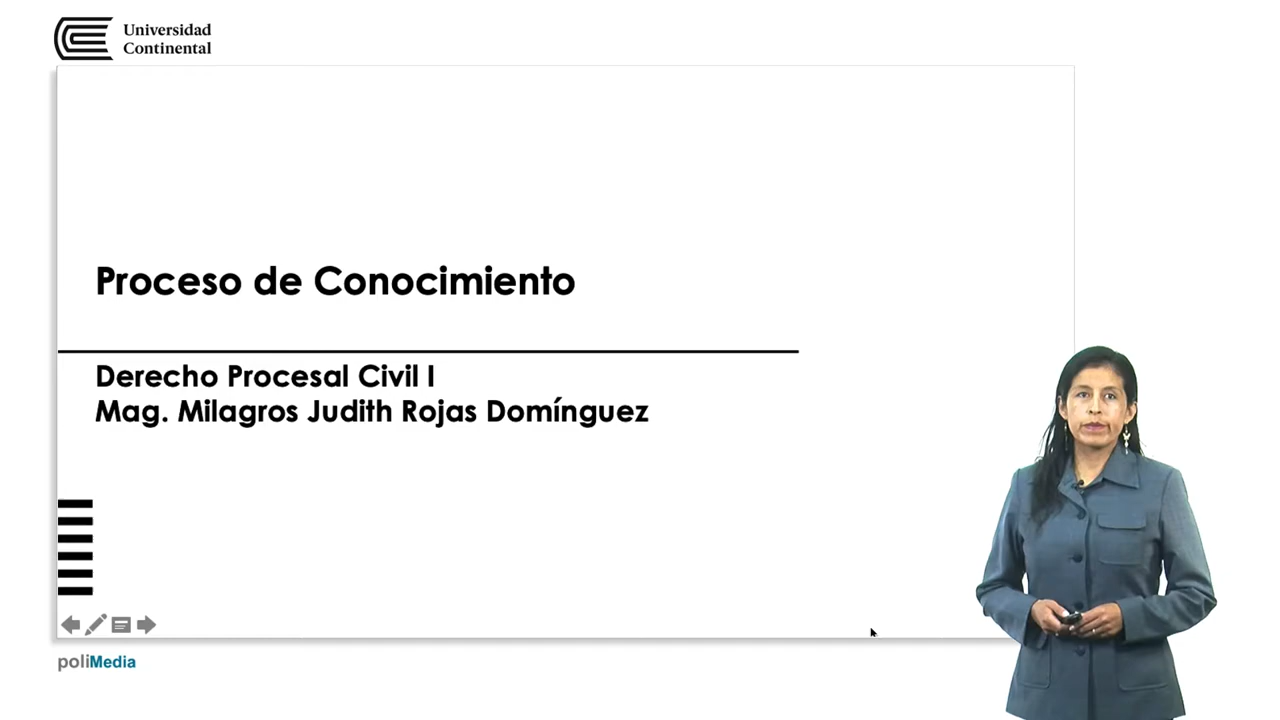 Universidad
Continental
Proceso de Conocimiento
Derecho Procesal Civil I
Mag. Milagros Judith Rojas Domínguez
poliMedia